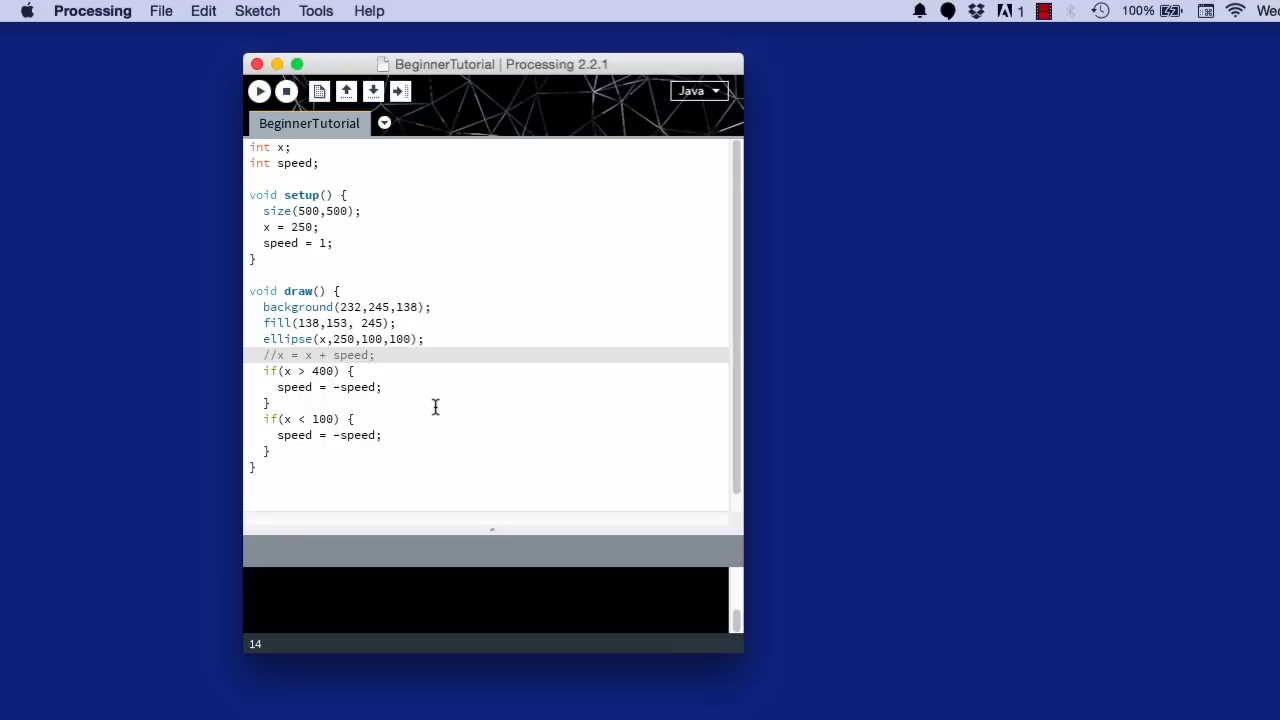 Processing File Edit Sketch Tools Help 1 100% Wed
BeginnerTutorial | Processing 2.2.1
Java
BeginnerTutorial
int x;
int speed;
void setup() {
size(500,500);
x = 250;
speed = 1;
}
void draw() {
background(232,245,138);
fill(138,153, 245);
ellipse(x,250,100,100);
//x = x + speed;
if(x > 400) {
speed = -speed;
}
if(x < 100) {
speed = -speed;
}
}
14